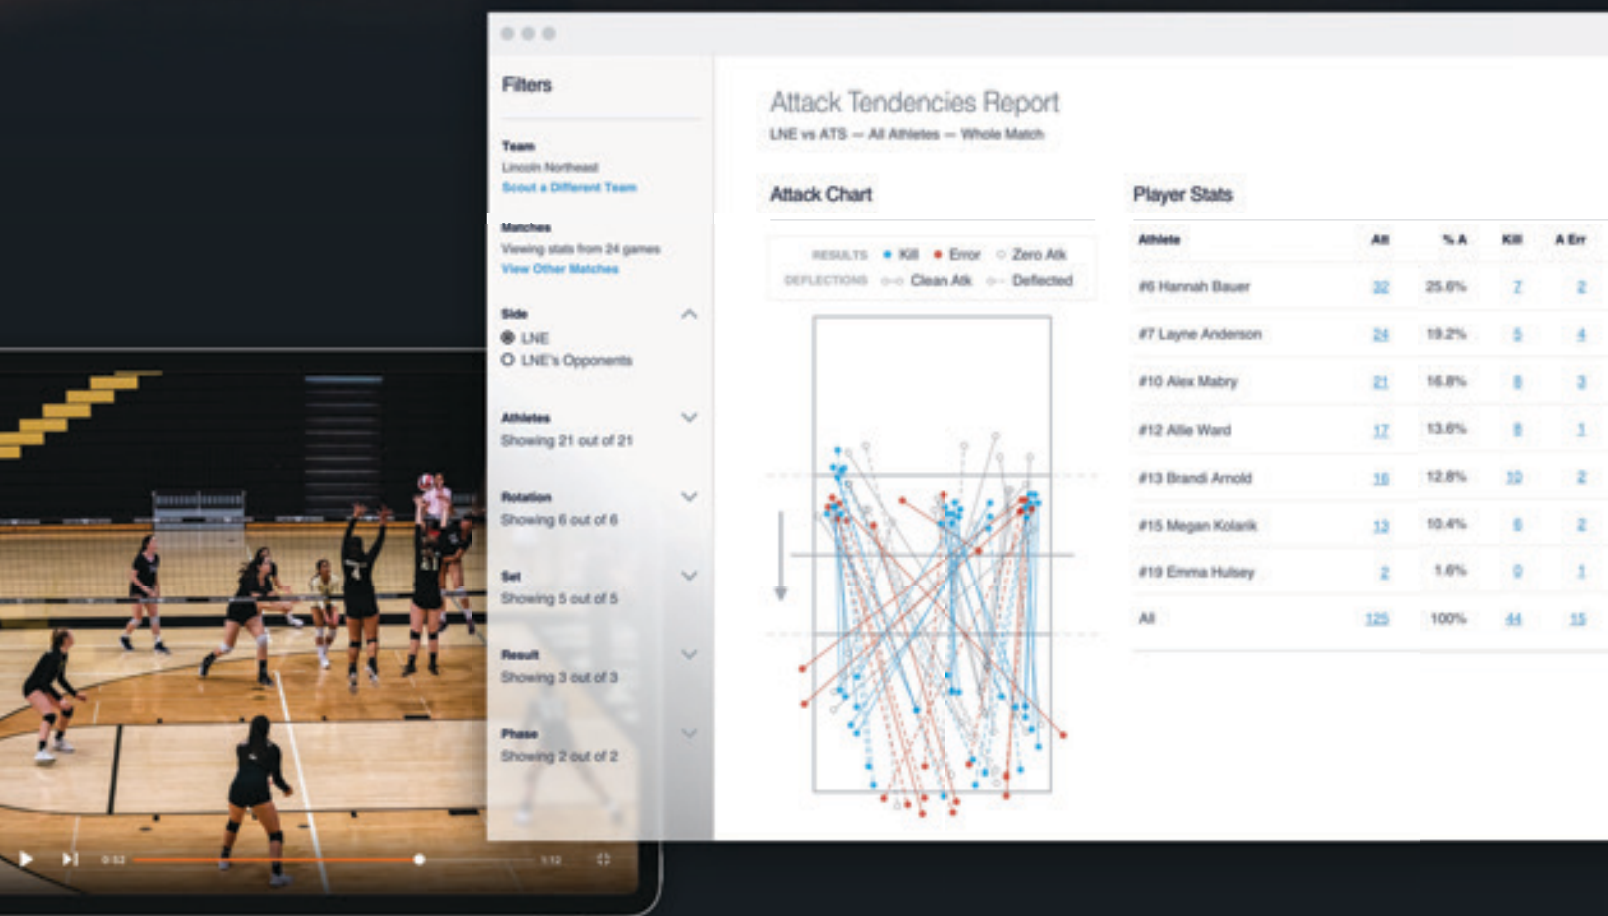 Filters
Team
Lincoln Northeast
Scout a Different Team
Matches
Viewing stats from 24 games
View Other Matches
Side
LNE
LNE's Opponents
Athletes
Showing 21 out of 21
Rotation
Showing 6 out of 6
Set
Showing 5 out of 5
Result
Showing 3 out of 3
Phase
Showing 2 out of 2
Attack Tendencies Report
LNE vs ATS — All Athletes — Whole Match
Attack Chart
RESULTS Kill Error Zero Atk
DEFLECTIONS Clean Atk Deflected
Player Stats
Athlete Att % A Kill A Err
#6 Hannah Bauer 32 25.6% 7 2
#7 Layne Anderson 24 19.2% 5 4
#10 Alex Mabry 21 16.8% 8 3
#12 Allie Ward 17 13.6% 8 1
#13 Brandi Arnold 16 12.8% 10 2
#15 Megan Kolarik 13 10.4% 6 2
#19 Emma Hulsey 2 1.6% 0 1
All 125 100% 44 15
0:52 1:12
4